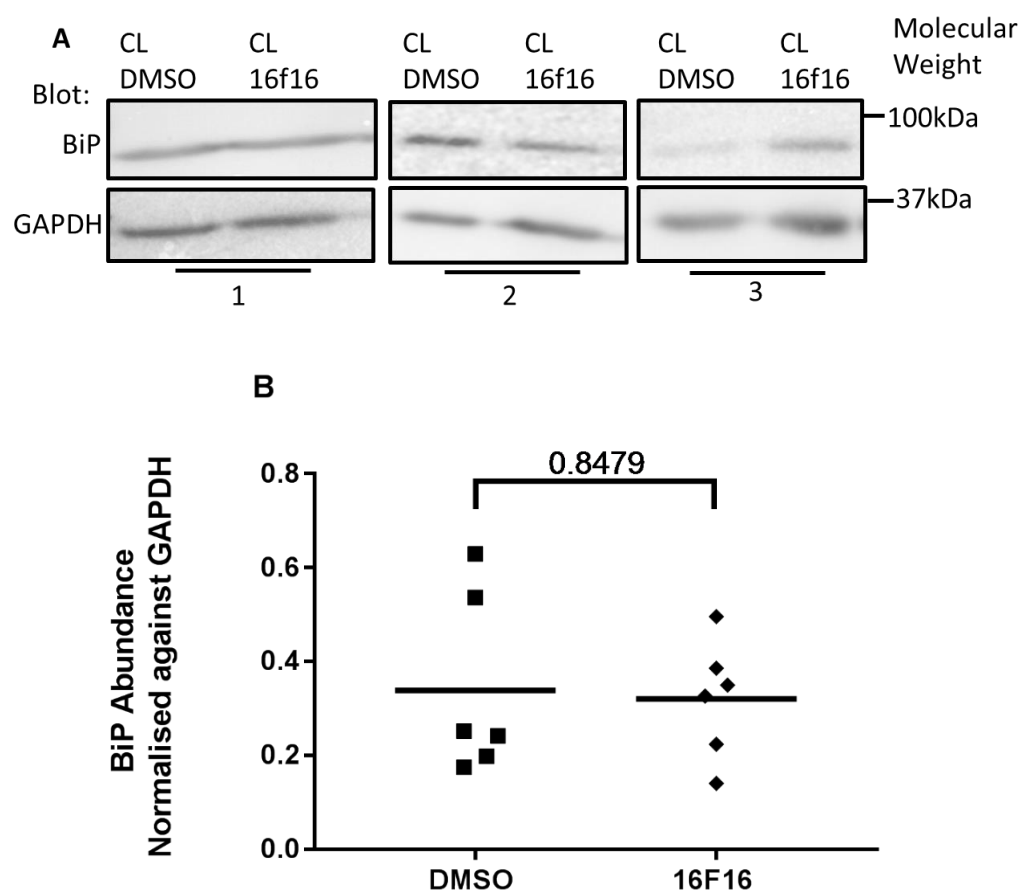 A
CL CL CL CL CL CL
DMSO 16f16 DMSO 16f16 DMSO 16f16
Molecular
Weight
Blot:
BiP
100kDa
GAPDH
37kDa
1 2 3
B
BiP Abundance
Normalised against GAPDH
0.8479
0.8
0.6
0.4
0.2
0.0
DMSO 16F16